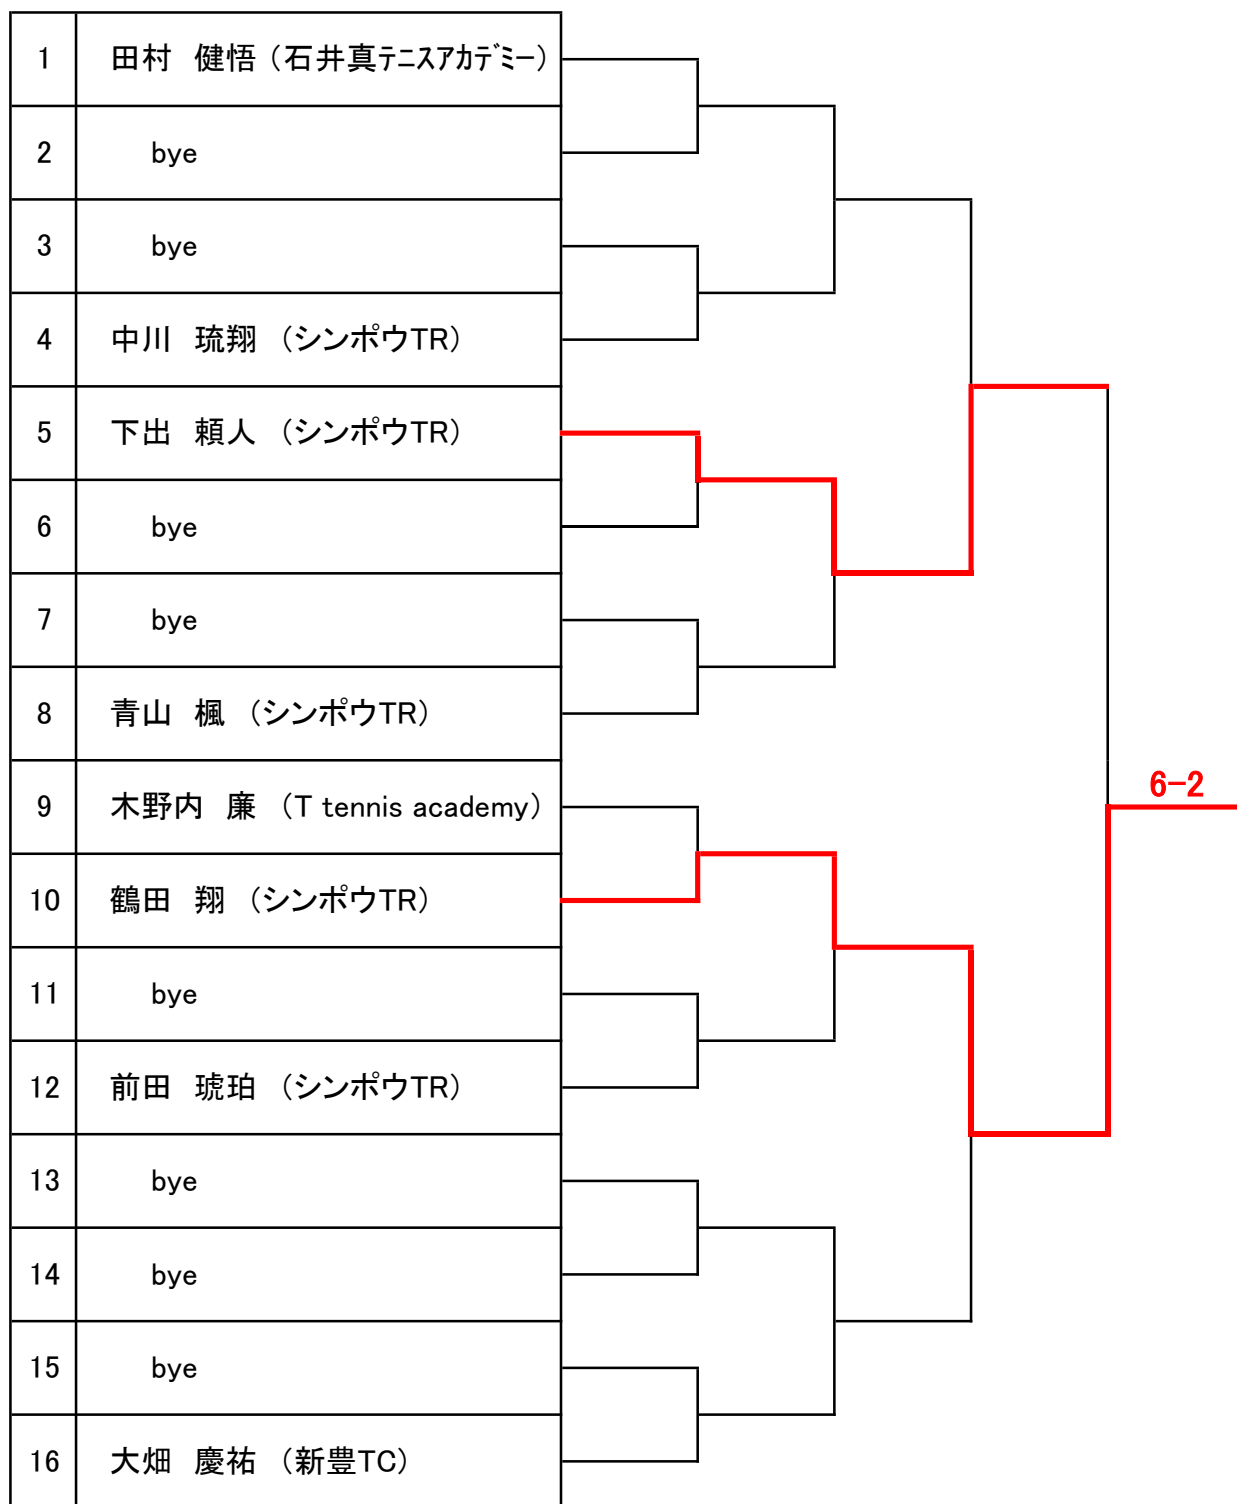 1 田村 健悟（石井真ﾃﾆｽｱｶﾃﾞﾐｰ）
2 bye
3 bye
4 中川 琉翔 （シンポウTR）
5 下出 頼人 （シンポウTR）
6 bye
7 bye
8 青山 楓 （シンポウTR）
6-2
9 木野内 廉 （T tennis academy）
10 鶴田 翔 （シンポウTR）
11 bye
12 前田 琥珀 （シンポウTR）
13 bye
14 bye
15 bye
16 大畑 慶祐 （新豊TC）